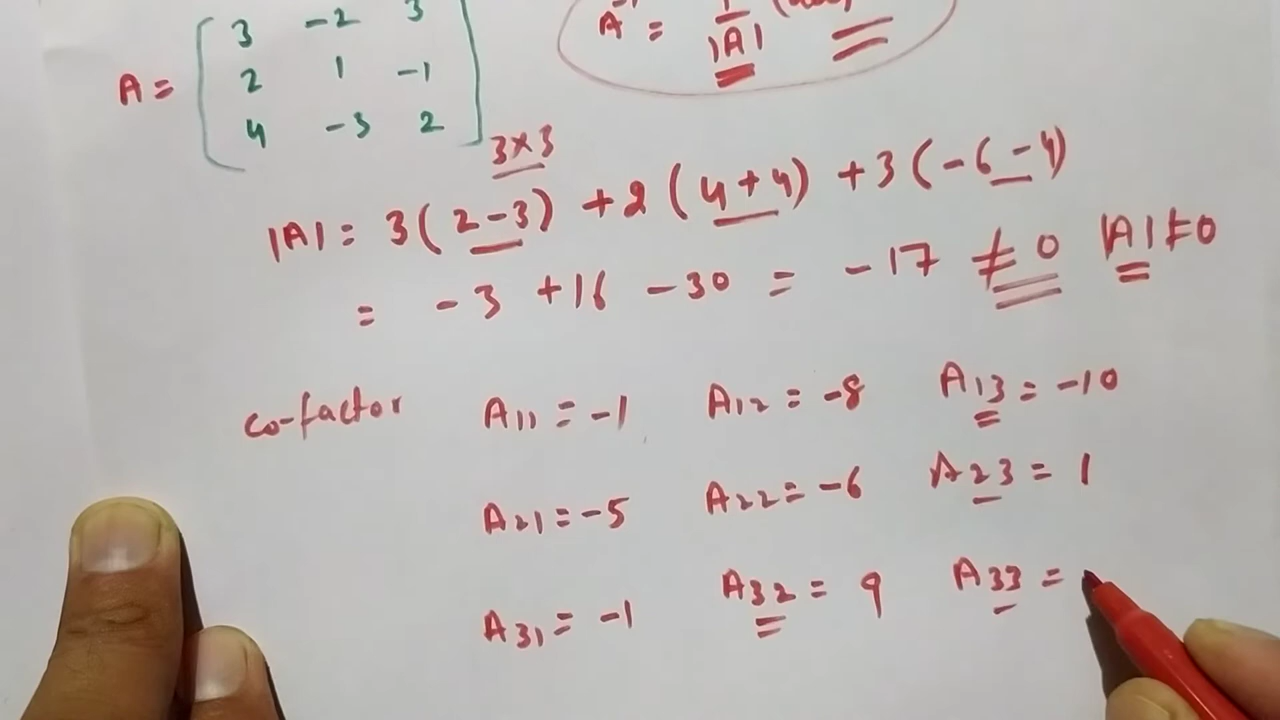 A = [ 3 -2 3
2 1 -1
4 -3 2 ] 3×3
A⁻¹ = 1/|A|
|A| = 3(2-3) +2(4+4) +3(-6-4)
= -3 +16 -30 = -17 ≠ 0 |A|≠0
co-factor A11 = -1 A12 = -8 A13 = -10
A21 = -5 A22 = -6 A23 = 1
A31 = -1 A32 = 9 A33 =